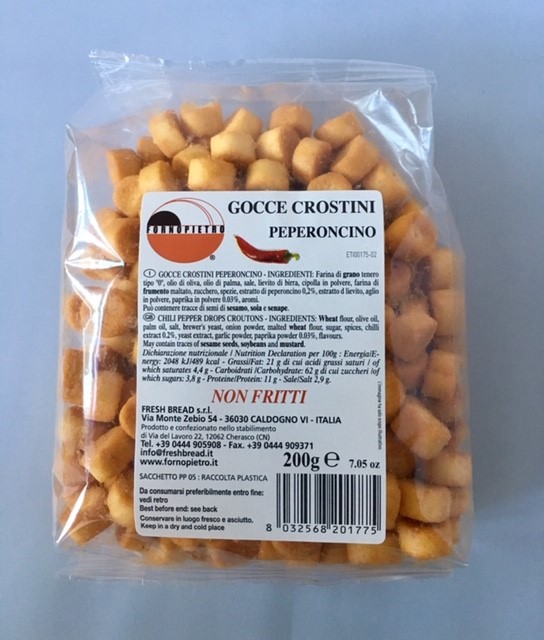 GOCCE CROSTINI
PEPERONCINO
FORNOPIETRO
®
ETI00175-02
I GOCCE CROSTINI PEPERONCINO - INGREDIENTI: Farina di grano tenero
tipo "0", olio di oliva, olio di palma, sale, lievito di birra, cipolla in polvere, farina di
frumento maltato, zucchero, spezie, estratto di peperoncino 0,2%, estratto d lievito, aglio
in polvere, paprika in polvere 0.03%, aromi.
Può contenere tracce di semi di sesamo, soia e senape.
GB CHILI PEPPER DROPS CROUTONS - INGREDIENTS: Wheat flour, olive oil,
palm oil, salt, brewer's yeast, onion powder, malted wheat flour, sugar, spices, chilli
extract 0.2%, yeast extract, garlic powder, paprika powder 0.03%, flavours.
May contain traces of sesame seeds, soybeans and mustard.
Dichiarazione nutrizionale / Nutrition Declaration per 100g : Energia/E-
nergy: 2048 kJ/489 kcal - Grassi/Fat: 21 g di cui acidi grassi saturi / of
which saturates 4,4 g - Carboidrati /Carbohydrate: 62 g di cui zuccheri /of
which sugars: 3,8 g - Proteine/Protein: 11 g - Sale/Salt 2,9 g.
NON FRITTI
FRESH BREAD s.r.l.
Via Monte Zebio 54 - 36030 CALDOGNO VI - ITALIA
Prodotto e confezionato nello stabilimento
di Via del Lavoro 22, 12062 Cherasco (CN)
Tel. +39 0444 905908 - Fax. +39 0444 909371
info@freshbread.it
www.fornopietro.it
200g e 7.05 oz
SACCHETTO PP 05 : RACCOLTA PLASTICA
Da consumarsi preferibilmente entro fine:
vedi retro
Best before end: see back
Conservare in luogo fresco e asciutto.
Keep in a dry and cold place
8 032568 201775